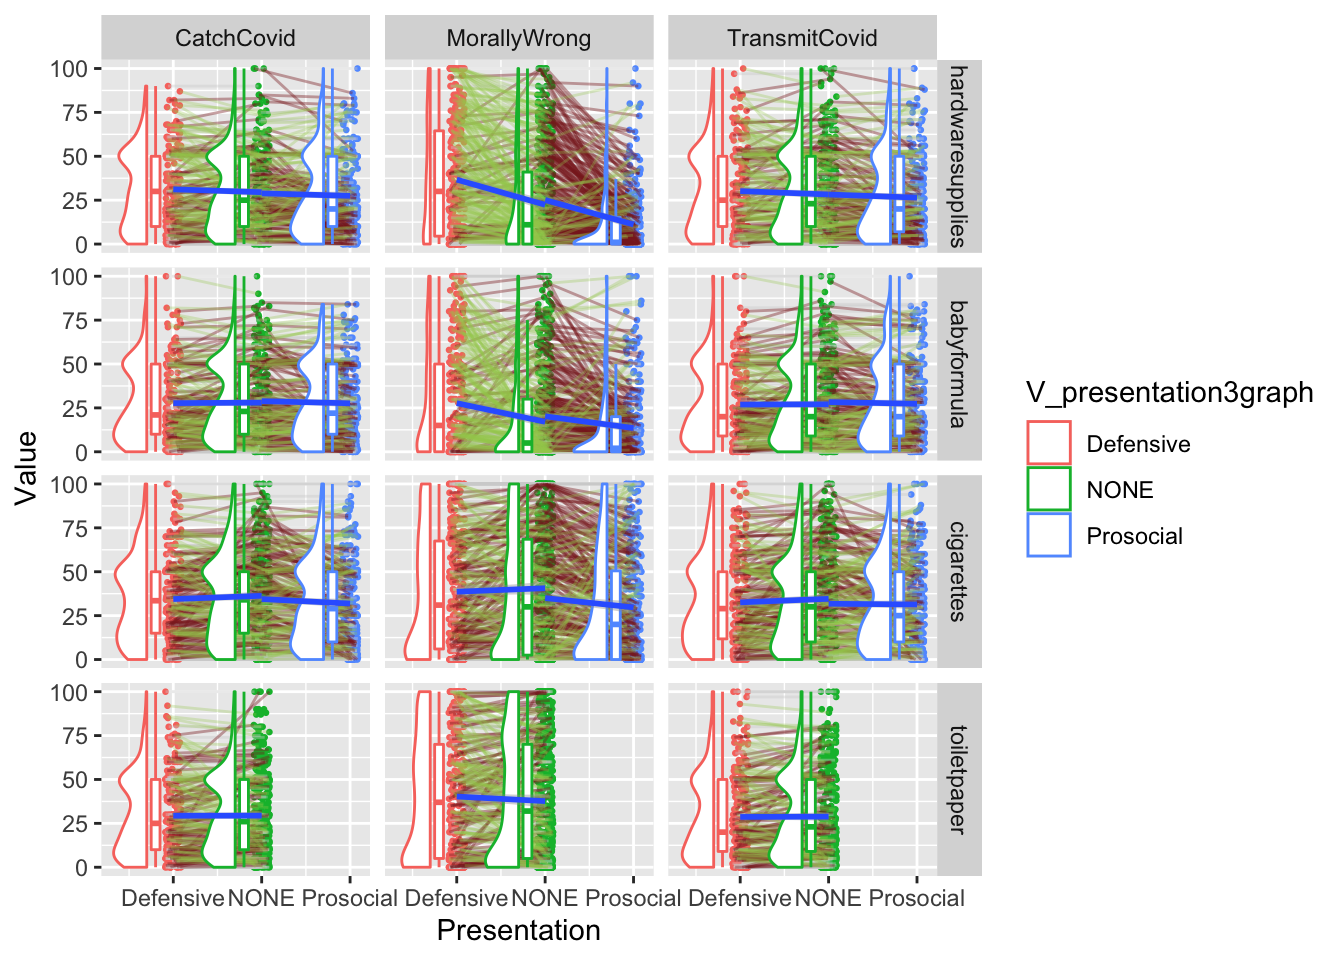 CatchCovid MorallyWrong TransmitCovid
100
75
50
25
0
hardwaresupplies
100
75
50
25
0
babyformula
100
75
50
25
0
cigarettes
100
75
50
25
0
toiletpaper
Value
Defensive NONE Prosocial Defensive NONE Prosocial Defensive NONE Prosocial
Presentation
V_presentation3graph
Defensive
NONE
Prosocial